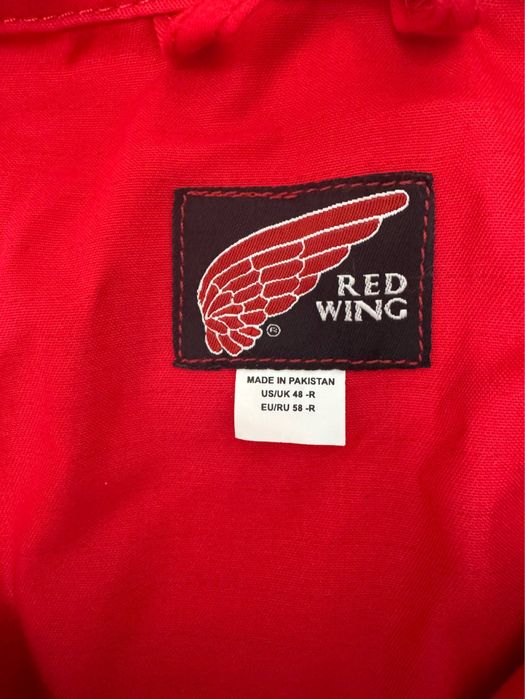 RED
WING
®
MADE IN PAKISTAN
US/UK 48 -R
EU/RU 58 -R